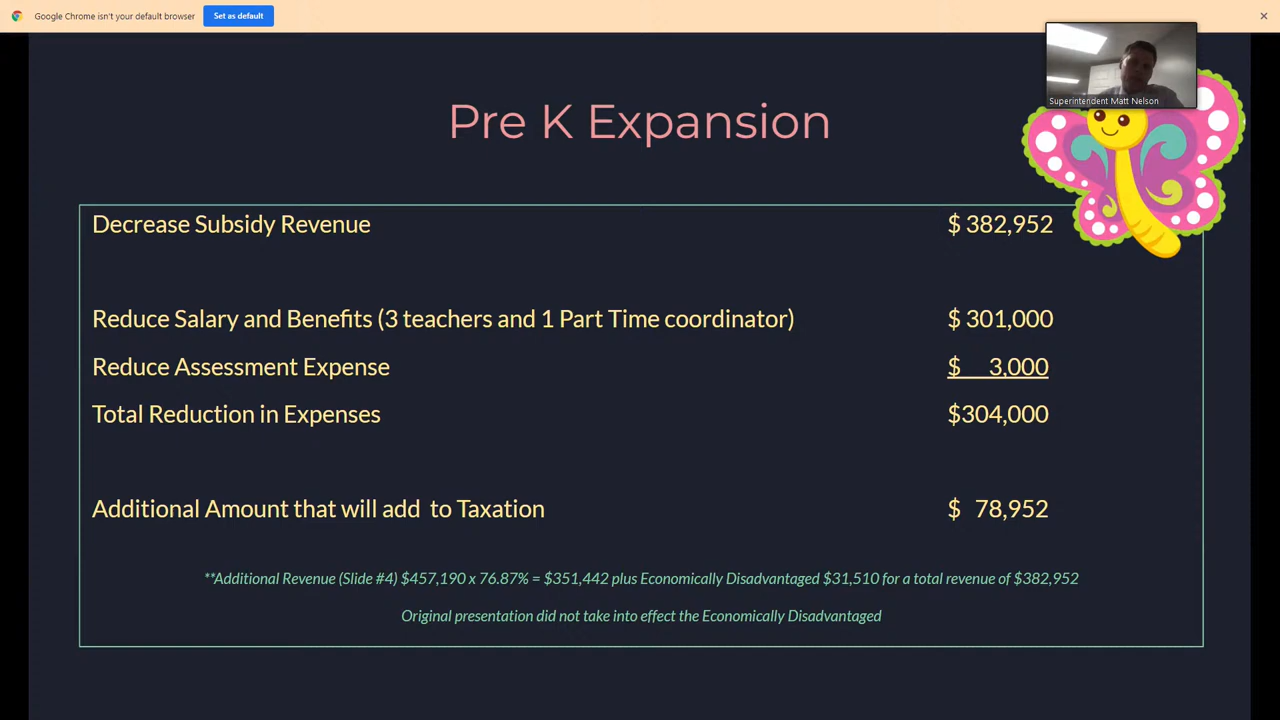 Google Chrome isn't your default browser Set as default
Superintendent Matt Nelson
Pre K Expansion
Decrease Subsidy Revenue $ 382,952
Reduce Salary and Benefits (3 teachers and 1 Part Time coordinator) $ 301,000
Reduce Assessment Expense $ 3,000
Total Reduction in Expenses $304,000
Additional Amount that will add to Taxation $ 78,952
**Additional Revenue (Slide #4) $457,190 x 76.87% = $351,442 plus Economically Disadvantaged $31,510 for a total revenue of $382,952
Original presentation did not take into effect the Economically Disadvantaged